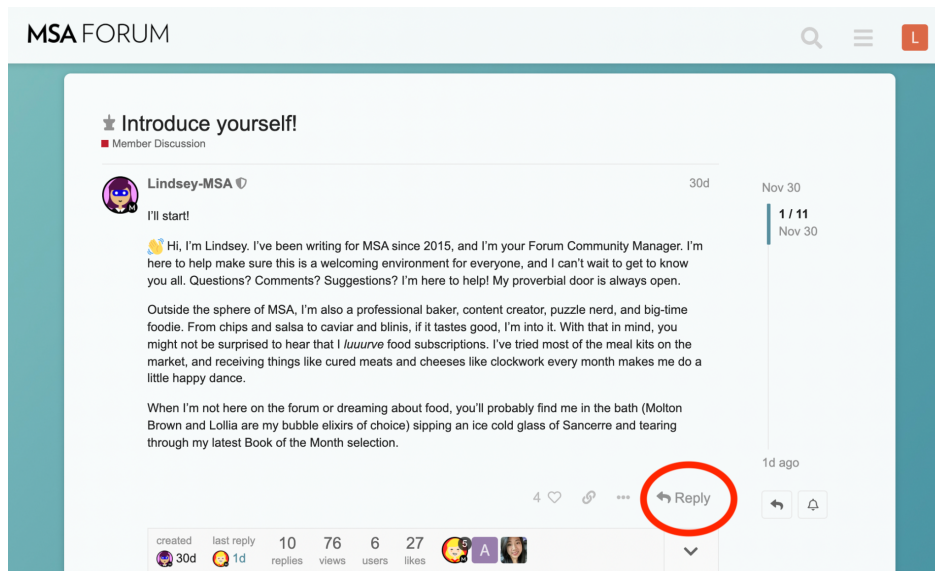 MSA FORUM
L
Introduce yourself!
Member Discussion
Lindsey-MSA
30d
I'll start!
Hi, I'm Lindsey. I've been writing for MSA since 2015, and I'm your Forum Community Manager. I'm
here to help make sure this is a welcoming environment for everyone, and I can't wait to get to know
you all. Questions? Comments? Suggestions? I'm here to help! My proverbial door is always open.
Outside the sphere of MSA, I'm also a professional baker, content creator, puzzle nerd, and big-time
foodie. From chips and salsa to caviar and blinis, if it tastes good, I'm into it. With that in mind, you
might not be surprised to hear that I luuurve food subscriptions. I've tried most of the meal kits on the
market, and receiving things like cured meats and cheeses like clockwork every month makes me do a
little happy dance.
When I'm not here on the forum or dreaming about food, you'll probably find me in the bath (Molton
Brown and Lollia are my bubble elixirs of choice) sipping an ice cold glass of Sancerre and tearing
through my latest Book of the Month selection.
4
Reply
Nov 30
1 / 11
Nov 30
1d ago
created last reply 10 76 6 27
30d 1d replies views users likes
5
A
M